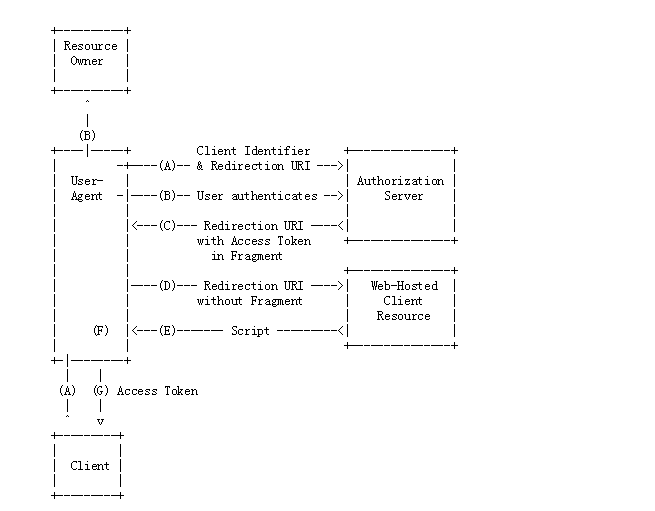 Resource
Owner
(B)
Client Identifier
(A) & Redirection URI
User-
Agent
(B) User authenticates
Authorization
Server
(C) Redirection URI
with Access Token
in Fragment
(D) Redirection URI
without Fragment
Web-Hosted
Client
Resource
(F)
(E) Script
(A) (G) Access Token
Client